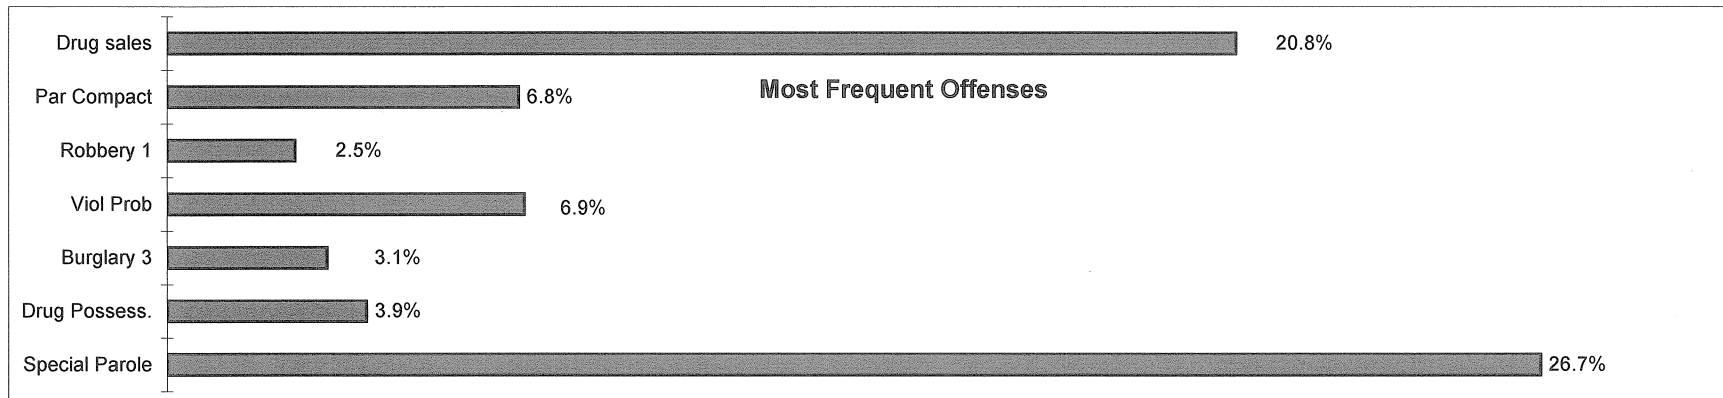 Most Frequent Offenses
Drug sales 20.8%
Par Compact 6.8%
Robbery 1 2.5%
Viol Prob 6.9%
Burglary 3 3.1%
Drug Possess. 3.9%
Special Parole 26.7%